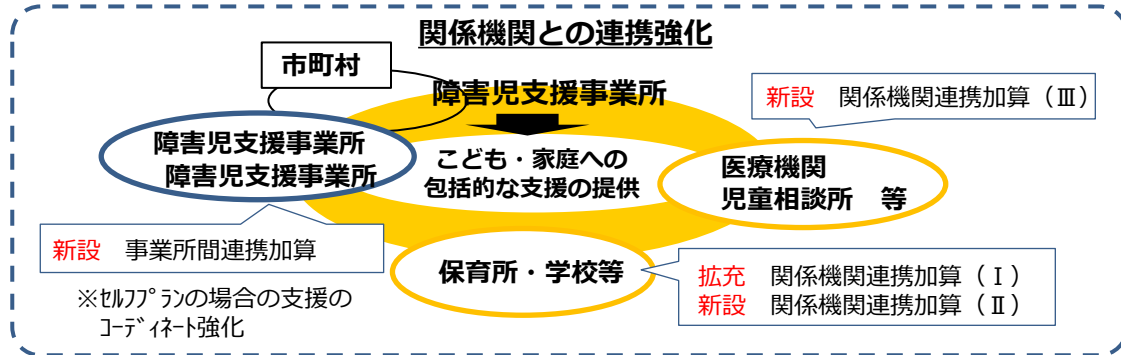 関係機関との連携強化
市町村
障害児支援事業所
新設　関係機関連携加算（Ⅲ）
障害児支援事業所
障害児支援事業所
こども・家庭への
包括的な支援の提供
医療機関
児童相談所　等
新設　事業所間連携加算
※ｾﾙﾌﾌﾟﾗﾝの場合の支援の
ｺｰﾃﾞｨﾈｰﾄ強化
保育所・学校等
拡充　関係機関連携加算（Ⅰ）
新設　関係機関連携加算（Ⅱ）